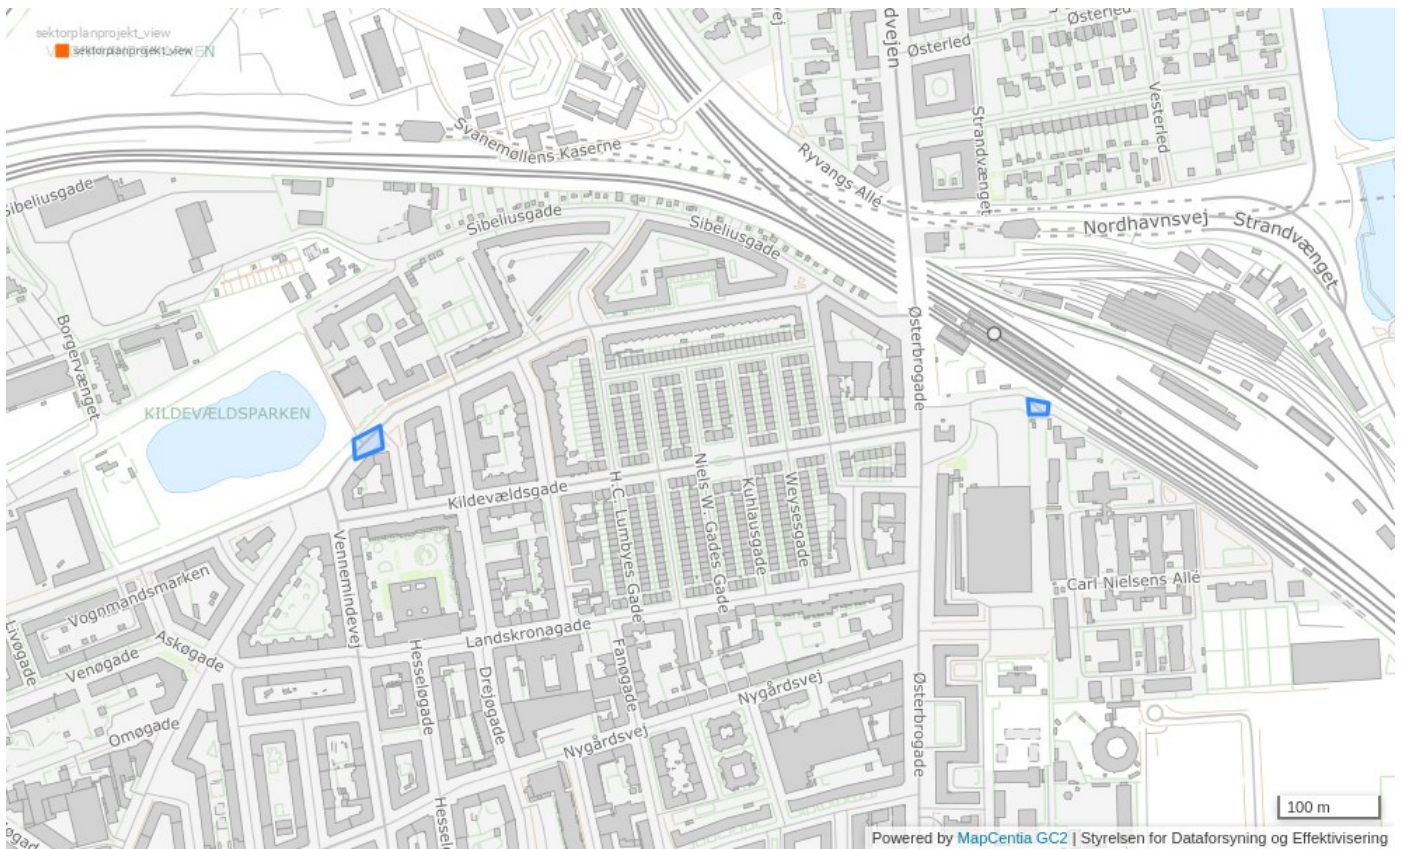 sektorplanprojekt_view
sektorplanprojekt_view
Østerled
Østerled
Strandvænget
Vesterled
Svanemøllens Kaserne
Ryvangs Allé
Sibeliusgade
Sibeliusgade
Sibeliusgade
Nordhavnsvej
Strandvænget
Borgervænget
Østerbrogade
KILDEVÆLDSPARKEN
Kildevældsgade
H.C. Lumbyes Gade
Niels W. Gades Gade
Kuhlausgade
Weysesgade
Vennemindevej
Vognmandsmarken
Carl Nielsens Allé
Livøgade
Askøgade
Venøgade
Landskronagade
Hesseløgade
Drejøgade
Fanøgade
Nygårdsvej
Østerbrogade
Omøgade
Nygårdsvej
100 m
Powered by MapCentia GC2 | Styrelsen for Dataforsyning og Effektivisering